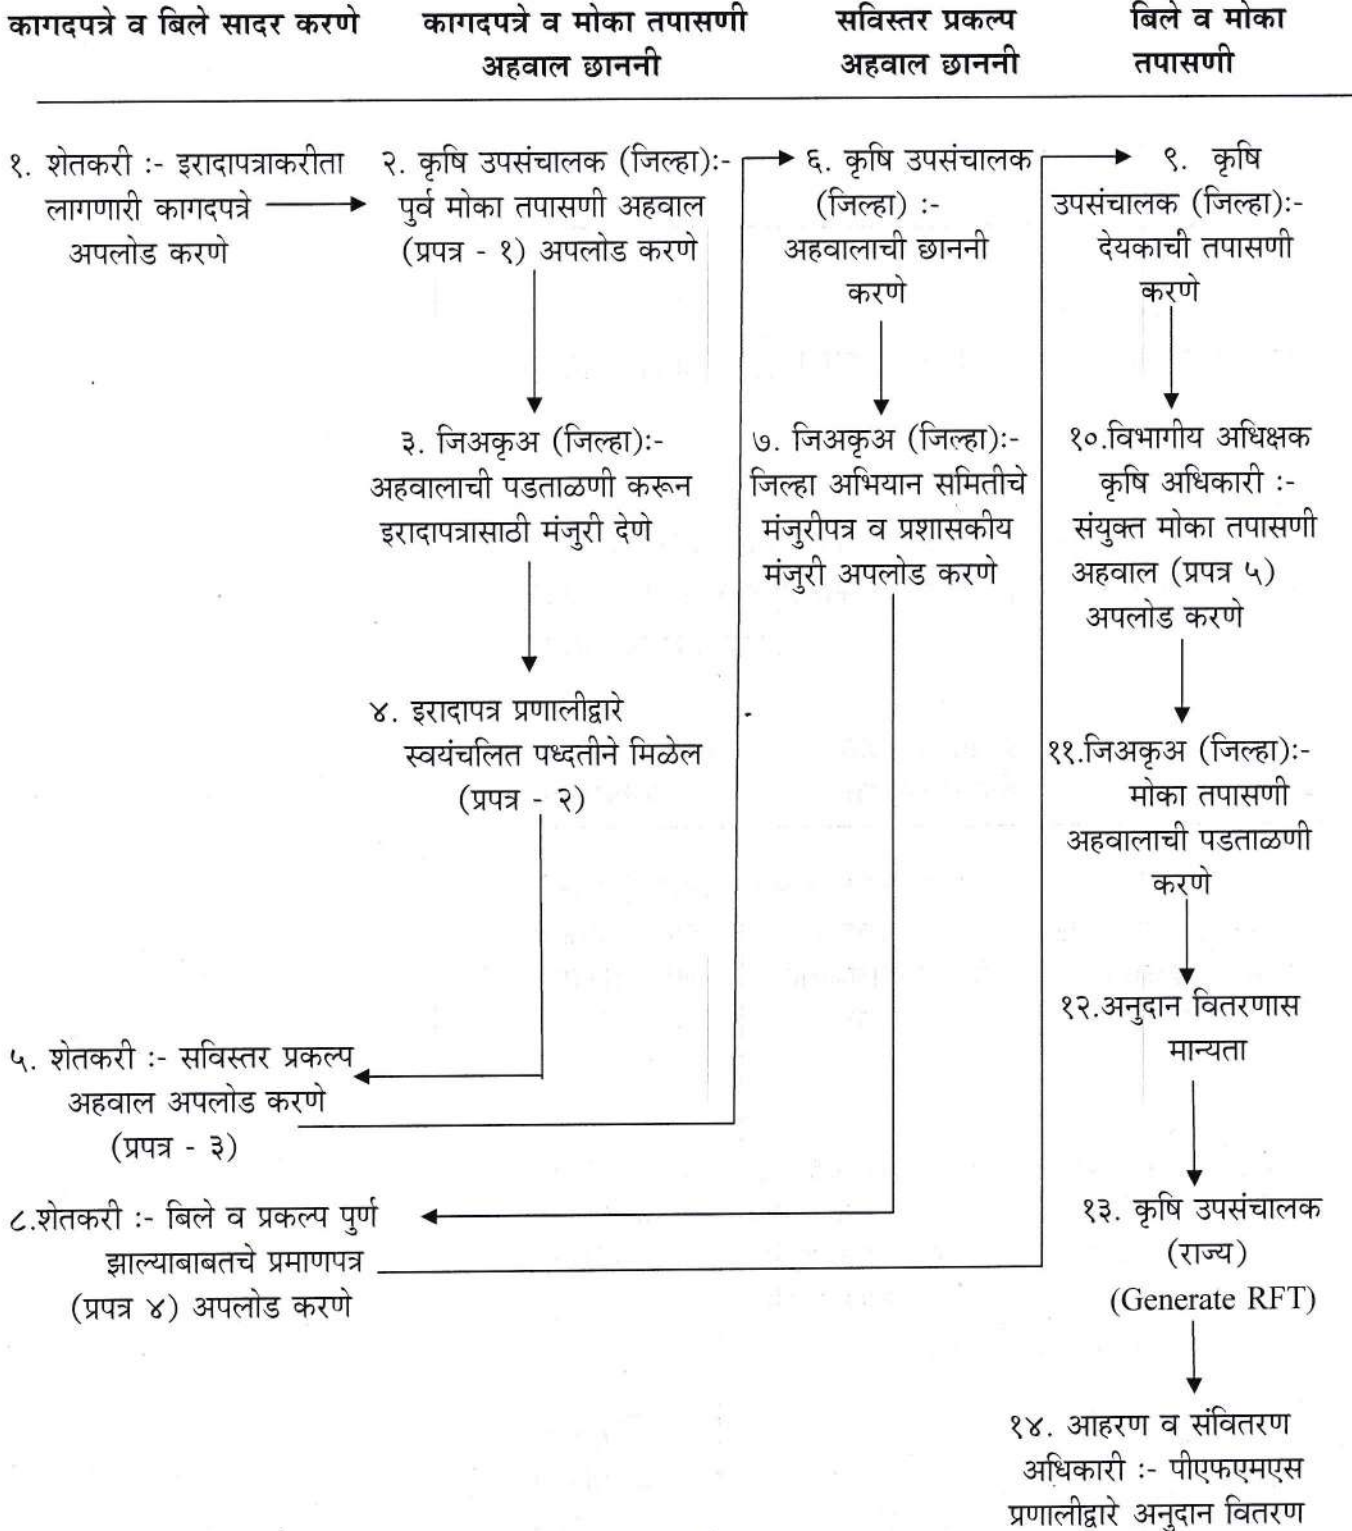 कागदपत्रे व बिले सादर करणे
कागदपत्रे व मोका तपासणी
अहवाल छाननी
सविस्तर प्रकल्प
अहवाल छाननी
बिले व मोका
तपासणी
१. शेतकरी :- इरादापत्राकरीता
लागणारी कागदपत्रे
अपलोड करणे
२. कृषि उपसंचालक (जिल्हा):-
पुर्व मोका तपासणी अहवाल
(प्रपत्र - १) अपलोड करणे
३. जिअकृअ (जिल्हा):-
अहवालाची पडताळणी करून
इरादापत्रासाठी मंजुरी देणे
४. इरादापत्र प्रणालीद्वारे
स्वयंचलित पध्दतीने मिळेल
(प्रपत्र - २)
५. शेतकरी :- सविस्तर प्रकल्प
अहवाल अपलोड करणे
(प्रपत्र - ३)
६. कृषि उपसंचालक
(जिल्हा) :-
अहवालाची छाननी
करणे
७. जिअकृअ (जिल्हा):-
जिल्हा अभियान समितीचे
मंजुरीपत्र व प्रशासकीय
मंजुरी अपलोड करणे
८.शेतकरी :- बिले व प्रकल्प पुर्ण
झाल्याबाबतचे प्रमाणपत्र
(प्रपत्र ४) अपलोड करणे
९. कृषि
उपसंचालक (जिल्हा):-
देयकाची तपासणी
करणे
१०.विभागीय अधिक्षक
कृषि अधिकारी :-
संयुक्त मोका तपासणी
अहवाल (प्रपत्र ५)
अपलोड करणे
११.जिअकृअ (जिल्हा):-
मोका तपासणी
अहवालाची पडताळणी
करणे
१२.अनुदान वितरणास
मान्यता
१३. कृषि उपसंचालक
(राज्य)
(Generate RFT)
१४. आहरण व संवितरण
अधिकारी :- पीएफएमएस
प्रणालीद्वारे अनुदान वितरण